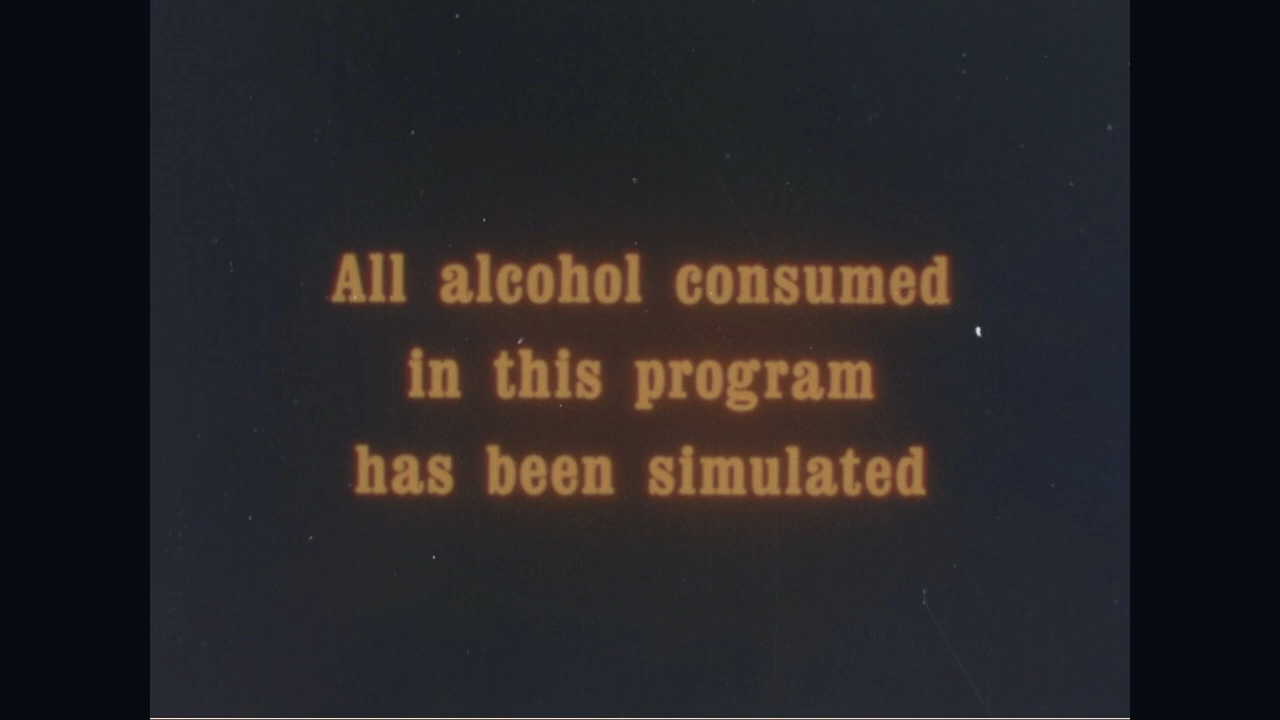 All alcohol consumed
in this program
has been simulated